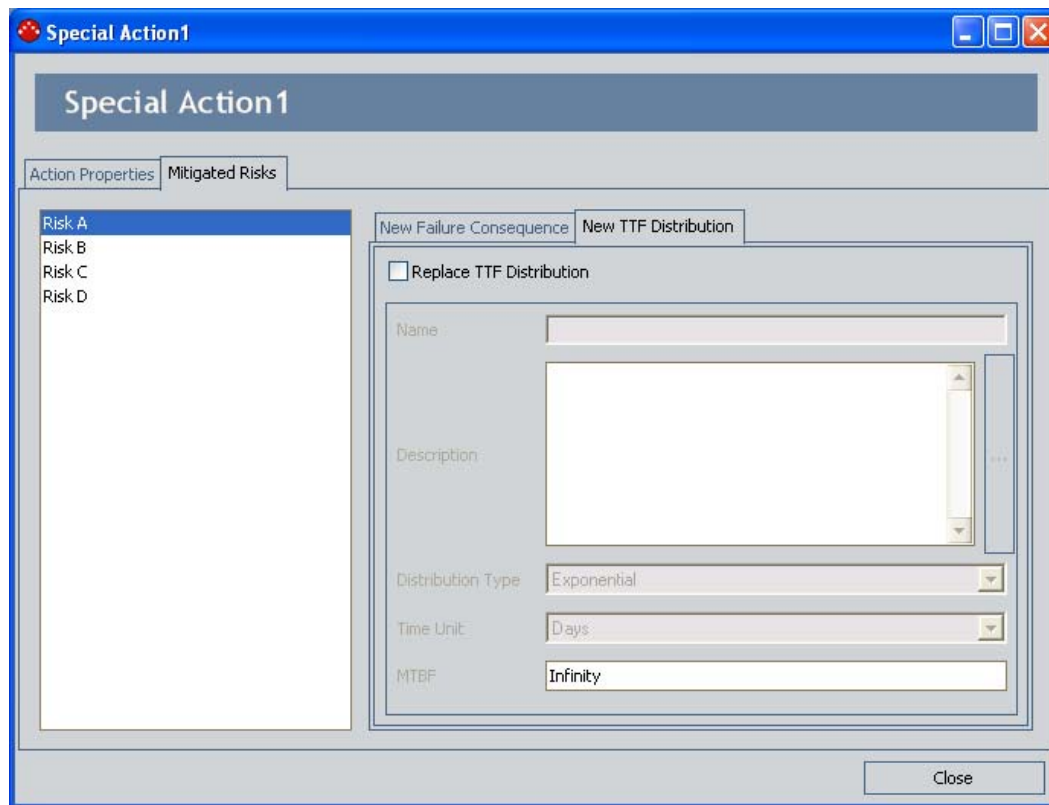 Special Action1
Special Action1
Action Properties
Mitigated Risks
Risk A
Risk B
Risk C
Risk D
New Failure Consequence
New TTF Distribution
Replace TTF Distribution
Name
Description
...
Distribution Type
Exponential
Time Unit
Days
MTBF
Infinity
Close